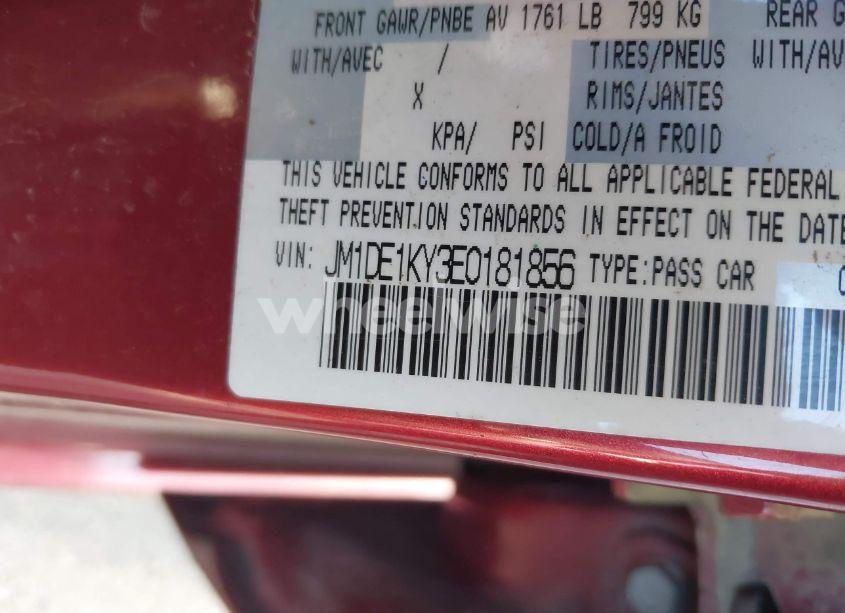 FRONT GAWR/PNBE AV 1761 LB 799 KG REAR G
WITH/AVEC / TIRES/PNEUS WITH/AV
X RIMS/JANTES
KPA/ PSI COLD/A FROID
THIS VEHICLE CONFORMS TO ALL APPLICABLE FEDERAL
THEFT PREVENTION STANDARDS IN EFFECT ON THE DATE
VIN: JM1DE1KY3E0181856 TYPE:PASS CAR
wheelwise